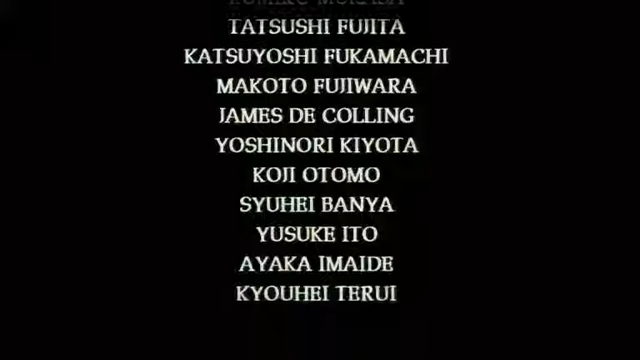 TATSUSHI FUJITA
KATSUYOSHI FUKAMACHI
MAKOTO FUJIWARA
JAMES DE COLLING
YOSHINORI KIYOTA
KOJI OTOMO
SYUHEI BANYA
YUSUKE ITO
AYAKA IMAIDE
KYOUHEI TERUI